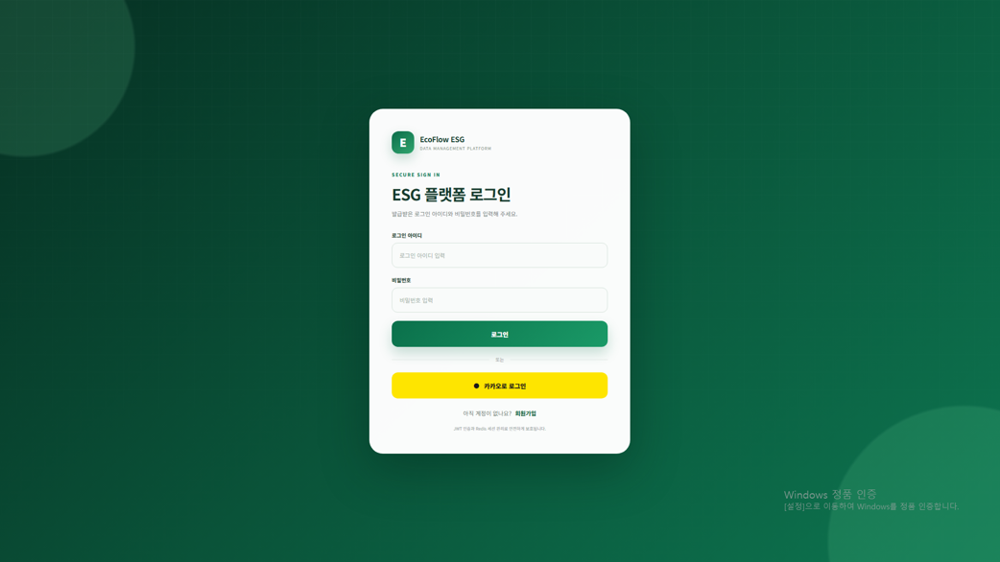 E
EcoFlow ESG
DATA MANAGEMENT PLATFORM
SECURE SIGN IN
ESG 플랫폼 로그인
발급받은 로그인 아이디와 비밀번호를 입력해 주세요.
로그인 아이디
로그인 아이디 입력
비밀번호
비밀번호 입력
로그인
또는
카카오로 로그인
아직 계정이 없나요? 회원가입
JWT 인증과 Redis 세션 관리로 안전하게 보호됩니다.
Windows 정품 인증
[설정]으로 이동하여 Windows를 정품 인증합니다.